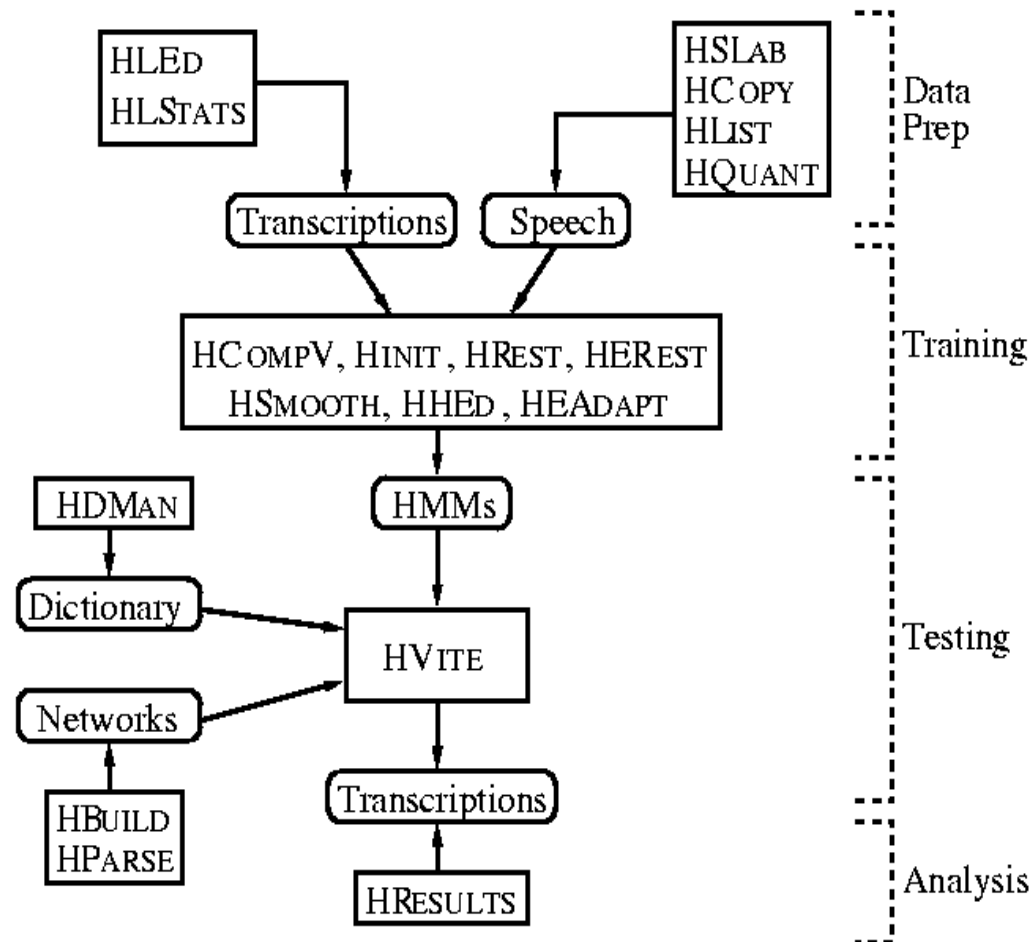 HLED
HLSTATS
HSLAB
HCOPY
HLIST
HQUANT
Data
Prep
Transcriptions
Speech
HCOMPV, HINIT, HREST, HEREST
HSMOOTH, HHED, HEADAPT
Training
HDMAN
HMMs
Dictionary
HVITE
Testing
Networks
Transcriptions
HBUILD
HPARSE
HRESULTS
Analysis